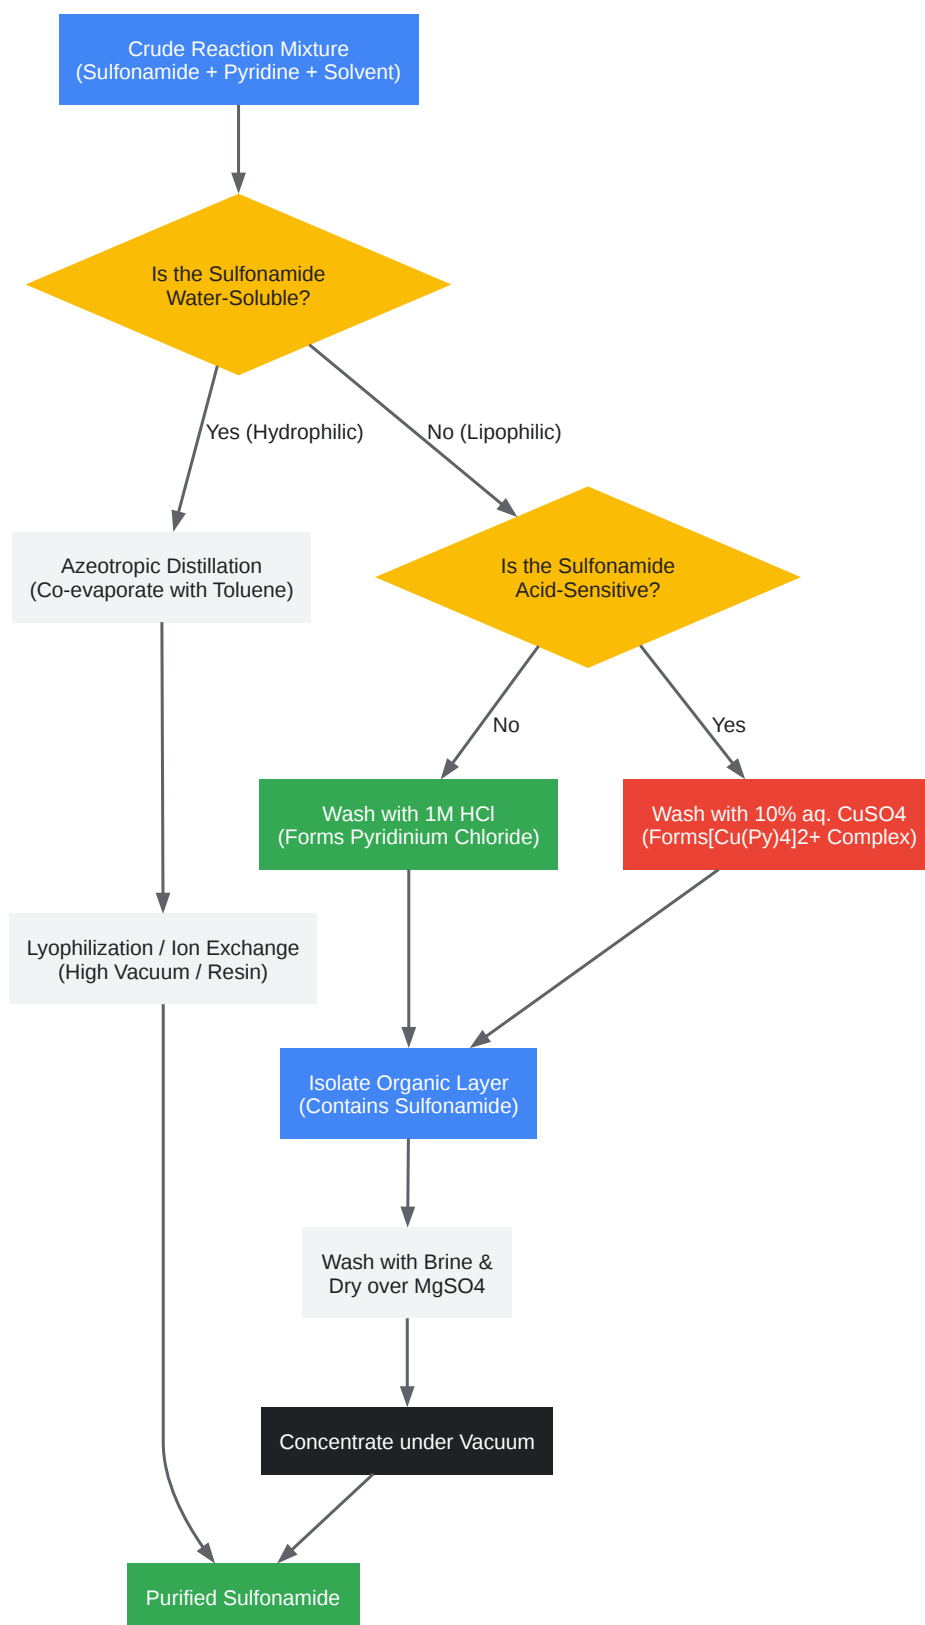 Crude Reaction Mixture
(Sulfonamide + Pyridine + Solvent)
Is the Sulfonamide
Water-Soluble?
Yes (Hydrophilic)
No (Lipophilic)
Azeotropic Distillation
(Co-evaporate with Toluene)
Is the Sulfonamide
Acid-Sensitive?
No
Yes
Wash with 1M HCl
(Forms Pyridinium Chloride)
Wash with 10% aq. CuSO4
(Forms[Cu(Py)4]2+ Complex)
Lyophilization / Ion Exchange
(High Vacuum / Resin)
Isolate Organic Layer
(Contains Sulfonamide)
Wash with Brine &
Dry over MgSO4
Concentrate under Vacuum
Purified Sulfonamide